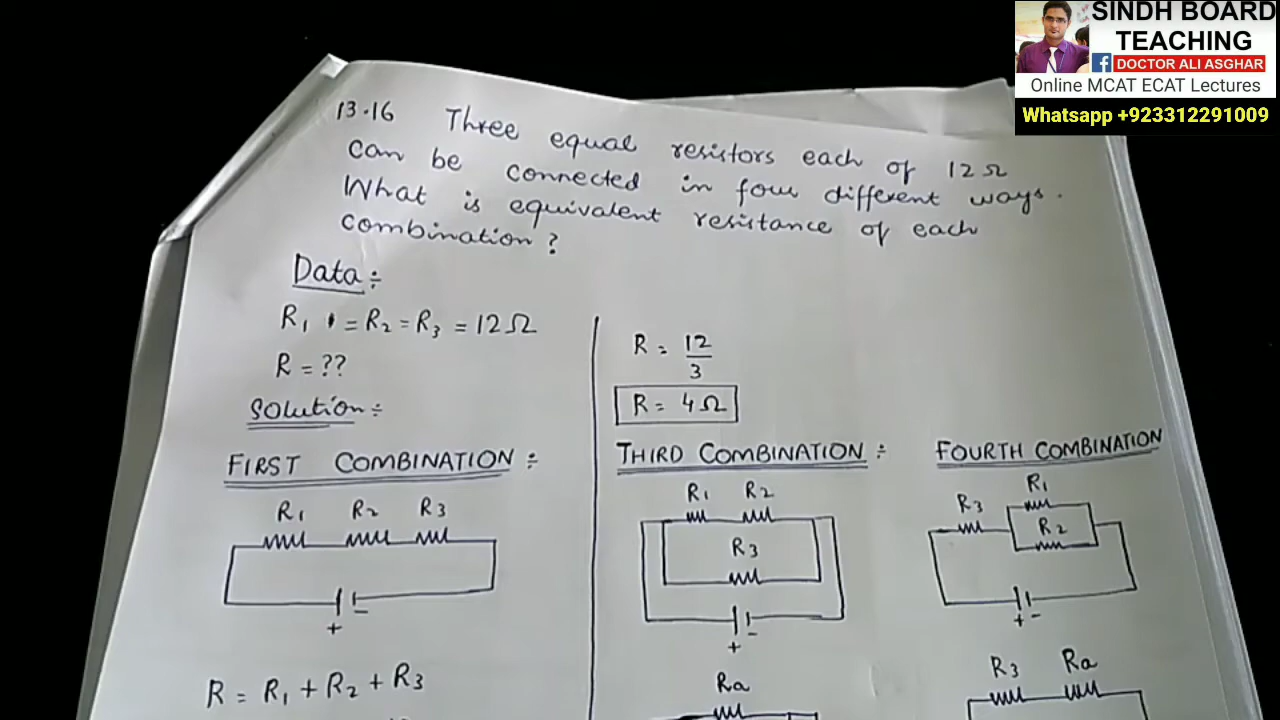 SINDH BOARD
TEACHING
f DOCTOR ALI ASGHAR
Online MCAT ECAT Lectures
Whatsapp +923312291009
13.16 Three equal resistors each of 12Ω
can be connected in four different ways.
What is equivalent resistance of each
combination?
Data:
R₁ = R₂ = R₃ = 12Ω
R = ??
Solution:
FIRST COMBINATION:
R₁ R₂ R₃
+ -
R = R₁ + R₂ + R₃
R = 12/3
R = 4Ω
THIRD COMBINATION:
R₁ R₂
R₃
+ -
Ra
FOURTH COMBINATION
R₁
R₃
R₂
+ -
R₃ Ra